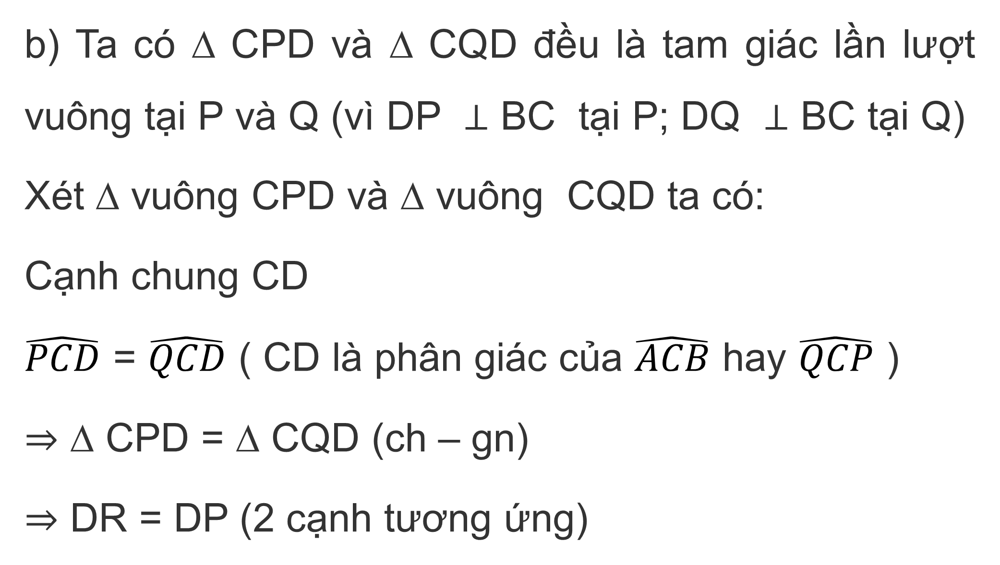 b) Ta có Δ CPD và Δ CQD đều là tam giác lần lượt
vuông tại P và Q (vì DP ⊥ BC tại P; DQ ⊥ BC tại Q)
Xét Δ vuông CPD và Δ vuông CQD ta có:
Cạnh chung CD
$\widehat{PCD}$ = $\widehat{QCD}$ ( CD là phân giác của $\widehat{ACB}$ hay $\widehat{QCP}$ )
⇒ Δ CPD = Δ CQD (ch – gn)
⇒ DR = DP (2 cạnh tương ứng)